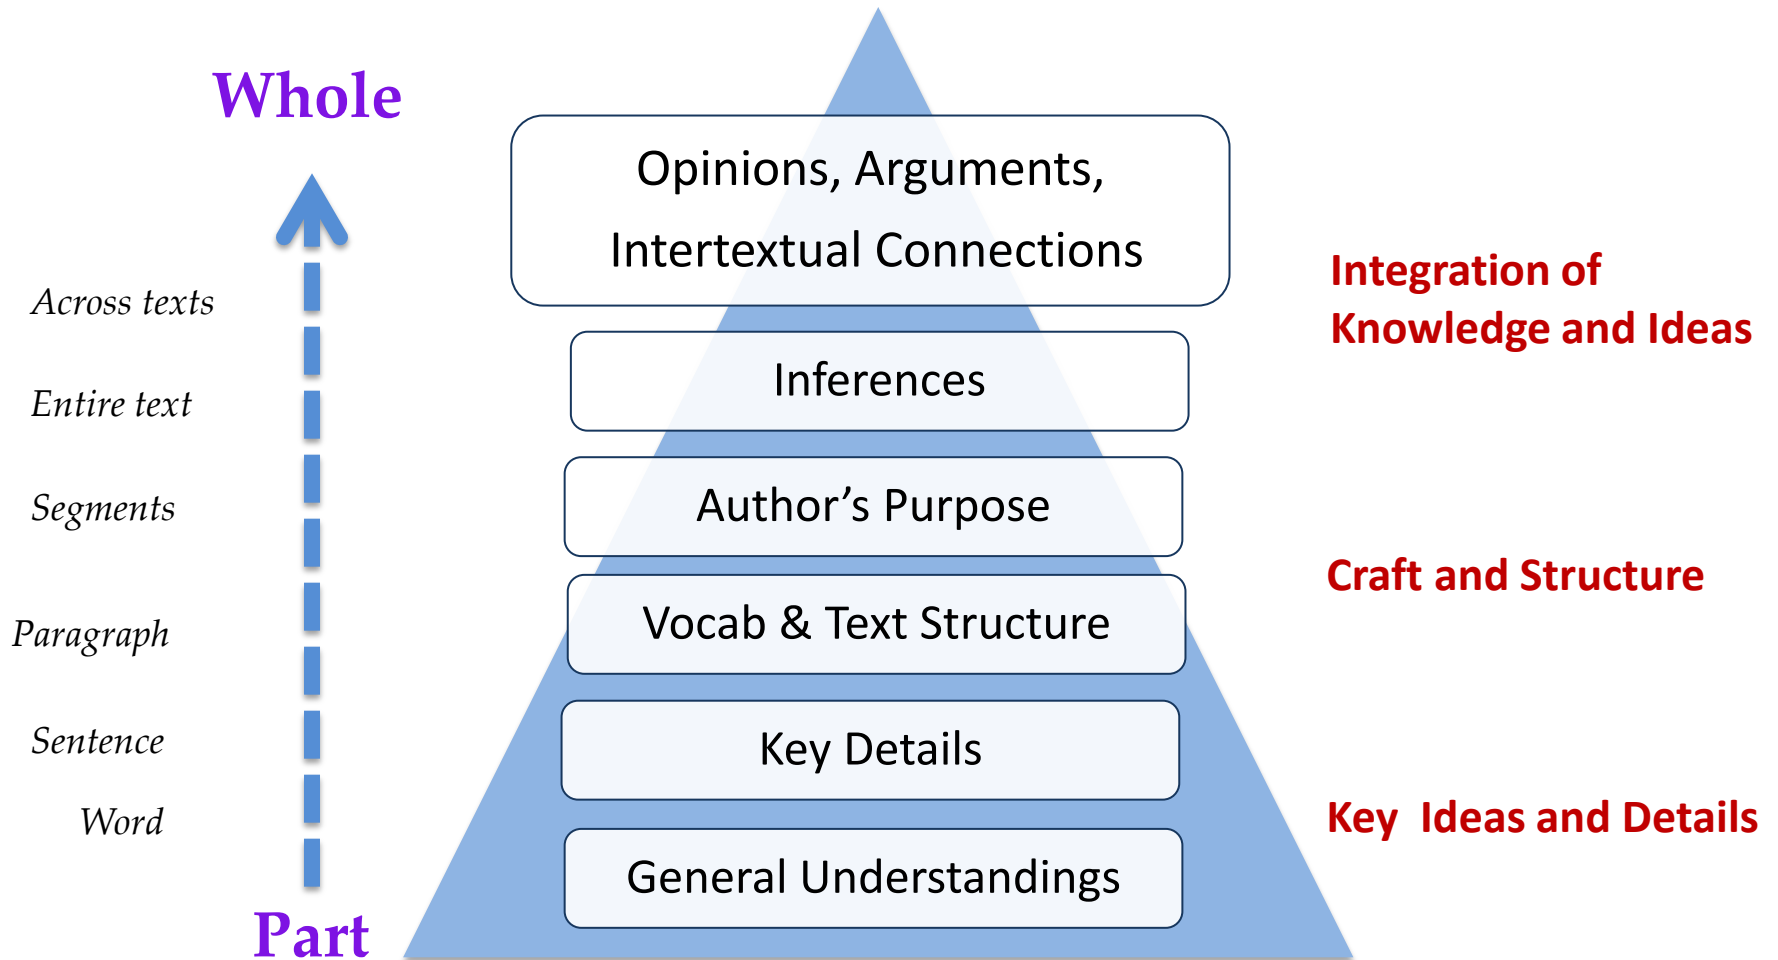 Whole
Across texts
Entire text
Segments
Paragraph
Sentence
Word
Part
Opinions, Arguments,
Intertextual Connections
Inferences
Author’s Purpose
Vocab & Text Structure
Key Details
General Understandings
Integration of
Knowledge and Ideas
Craft and Structure
Key  Ideas and Details